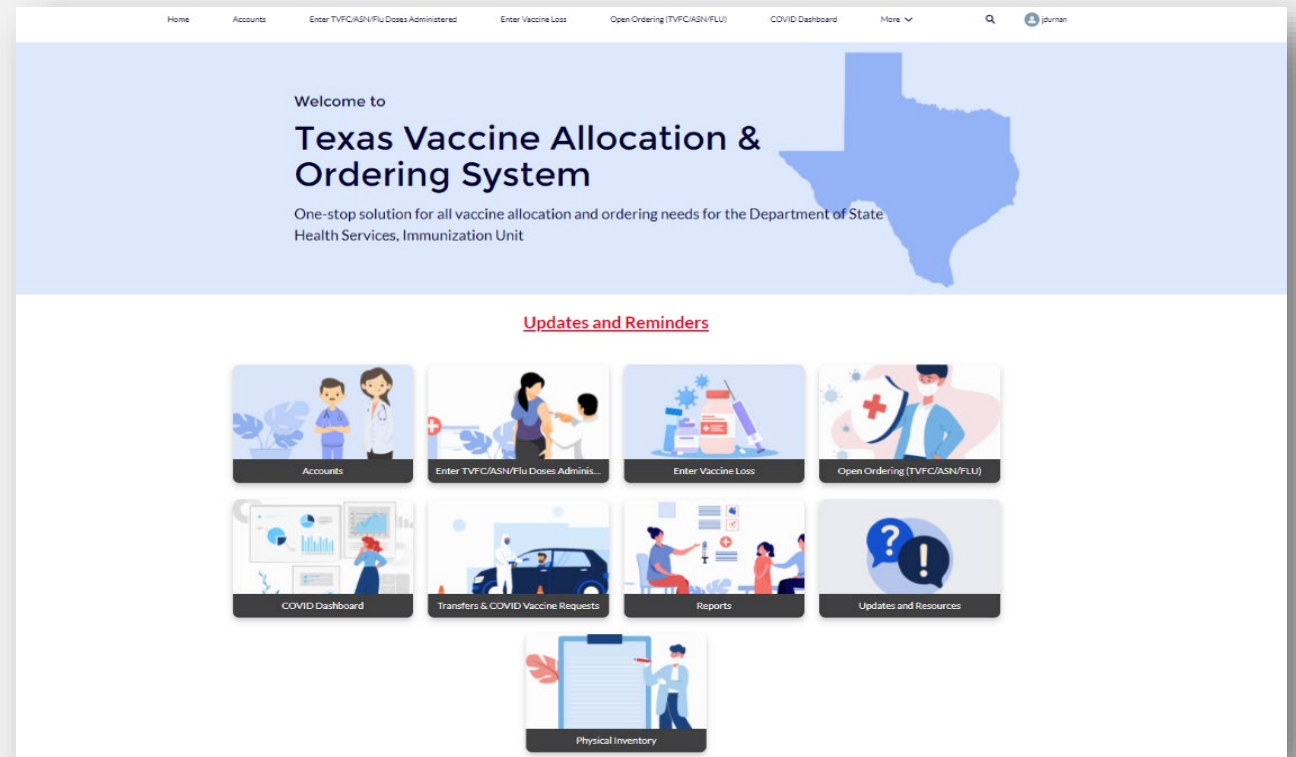 Home Accounts Enter TVFC/ASN/Flu Doses Administered Enter Vaccine Loss Open Ordering (TVFC/ASN/FLU) COVID Dashboard More jdurnan
Welcome to
Texas Vaccine Allocation &
Ordering System
One-stop solution for all vaccine allocation and ordering needs for the Department of State
Health Services, Immunization Unit
Updates and Reminders
Accounts Enter TVFC/ASN/Flu Doses Adminis... Enter Vaccine Loss Open Ordering (TVFC/ASN/FLU)
COVID Dashboard Transfers & COVID Vaccine Requests Reports Updates and Resources
Physical Inventory